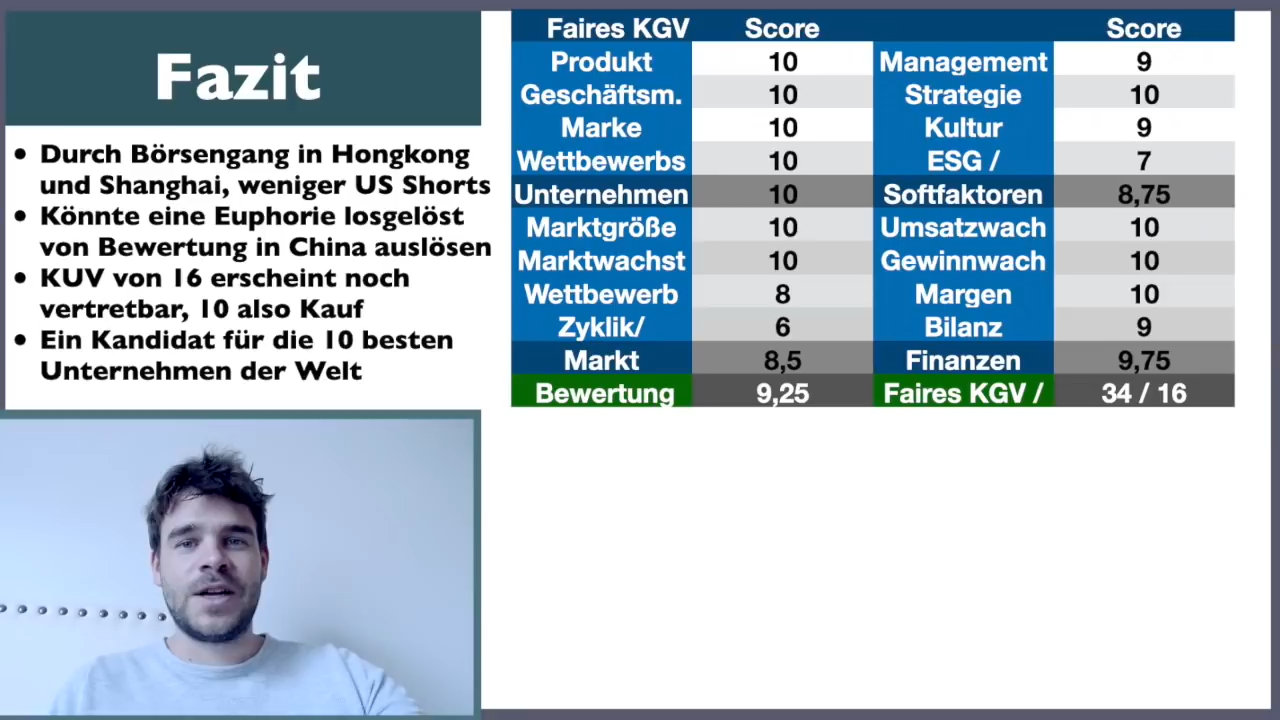 Fazit
• Durch Börsengang in Hongkong
und Shanghai, weniger US Shorts
• Könnte eine Euphorie losgelöst
von Bewertung in China auslösen
• KUV von 16 erscheint noch
vertretbar, 10 also Kauf
• Ein Kandidat für die 10 besten
Unternehmen der Welt
Faires KGV Score Score
Produkt 10 Management 9
Geschäftsm. 10 Strategie 10
Marke 10 Kultur 9
Wettbewerbs 10 ESG / 7
Unternehmen 10 Softfaktoren 8,75
Marktgröße 10 Umsatzwach 10
Marktwachst 10 Gewinnwach 10
Wettbewerb 8 Margen 10
Zyklik/ 6 Bilanz 9
Markt 8,5 Finanzen 9,75
Bewertung 9,25 Faires KGV / 34 / 16